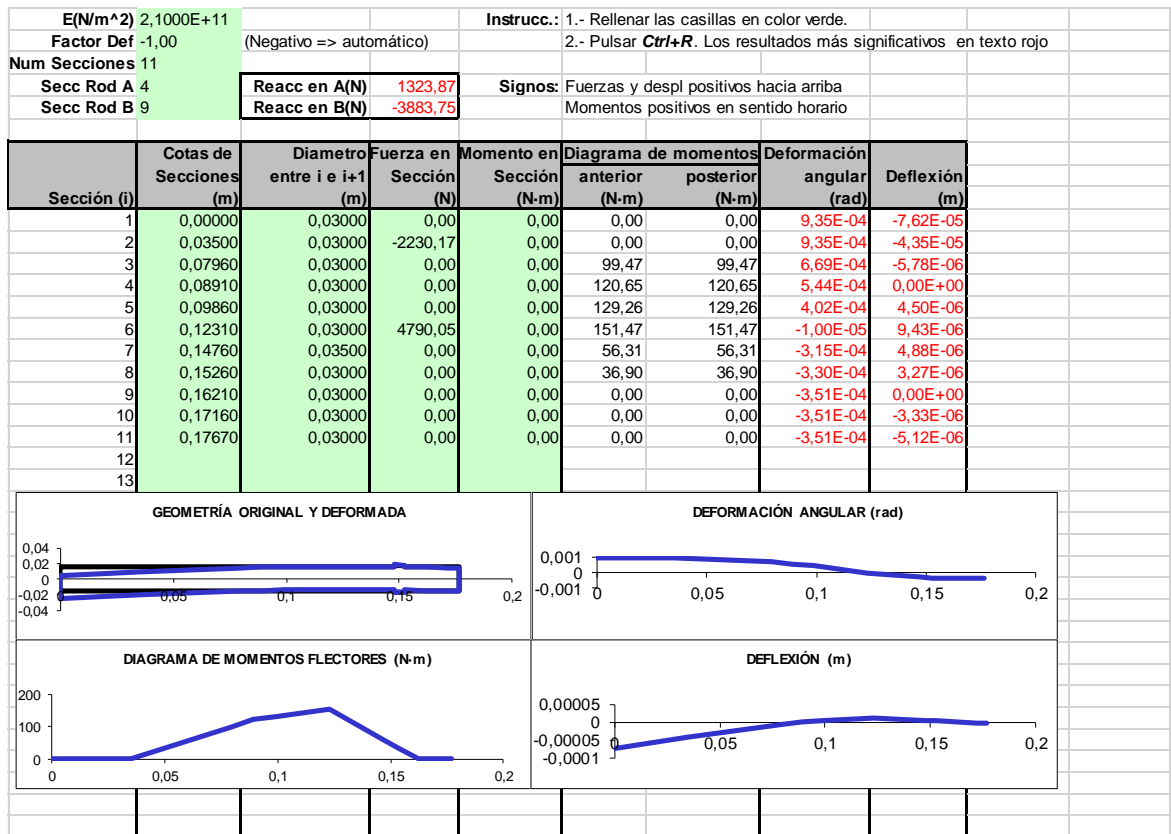 E(N/m^2) 2,1000E+11 Instrucc.: 1.- Rellenar las casillas en color verde.
Factor Def -1,00 (Negativo => automático) 2.- Pulsar Ctrl+R. Los resultados más significativos en texto rojo
Num Secciones 11
Secc Rod A 4 Reacc en A(N) 1323,87 Signos: Fuerzas y despl positivos hacia arriba
Secc Rod B 9 Reacc en B(N) -3883,75 Momentos positivos en sentido horario
Cotas de Diametro Fuerza en Momento en Diagrama de momentos Deformación
Secciones entre i e i+1 Sección Sección anterior posterior angular Deflexión
Sección (i) (m) (m) (N) (N·m) (N·m) (N·m) (rad) (m)
1 0,00000 0,03000 0,00 0,00 0,00 0,00 9,35E-04 -7,62E-05
2 0,03500 0,03000 -2230,17 0,00 0,00 0,00 9,35E-04 -4,35E-05
3 0,07960 0,03000 0,00 0,00 99,47 99,47 6,69E-04 -5,78E-06
4 0,08910 0,03000 0,00 0,00 120,65 120,65 5,44E-04 0,00E+00
5 0,09860 0,03000 0,00 0,00 129,26 129,26 4,02E-04 4,50E-06
6 0,12310 0,03000 4790,05 0,00 151,47 151,47 -1,00E-05 9,43E-06
7 0,14760 0,03500 0,00 0,00 56,31 56,31 -3,15E-04 4,88E-06
8 0,15260 0,03000 0,00 0,00 36,90 36,90 -3,30E-04 3,27E-06
9 0,16210 0,03000 0,00 0,00 0,00 0,00 -3,51E-04 0,00E+00
10 0,17160 0,03000 0,00 0,00 0,00 0,00 -3,51E-04 -3,33E-06
11 0,17670 0,03000 0,00 0,00 0,00 0,00 -3,51E-04 -5,12E-06
12
13
GEOMETRÍA ORIGINAL Y DEFORMADA
0,04
0,02
0
-0,02
-0,04
0 0,05 0,1 0,15 0,2
DEFORMACIÓN ANGULAR (rad)
0,001
0
-0,001
0 0,05 0,1 0,15 0,2
DIAGRAMA DE MOMENTOS FLECTORES (N·m)
200
100
0
0 0,05 0,1 0,15 0,2
DEFLEXIÓN (m)
0,00005
0
-0,00005
-0,0001
0 0,05 0,1 0,15 0,2